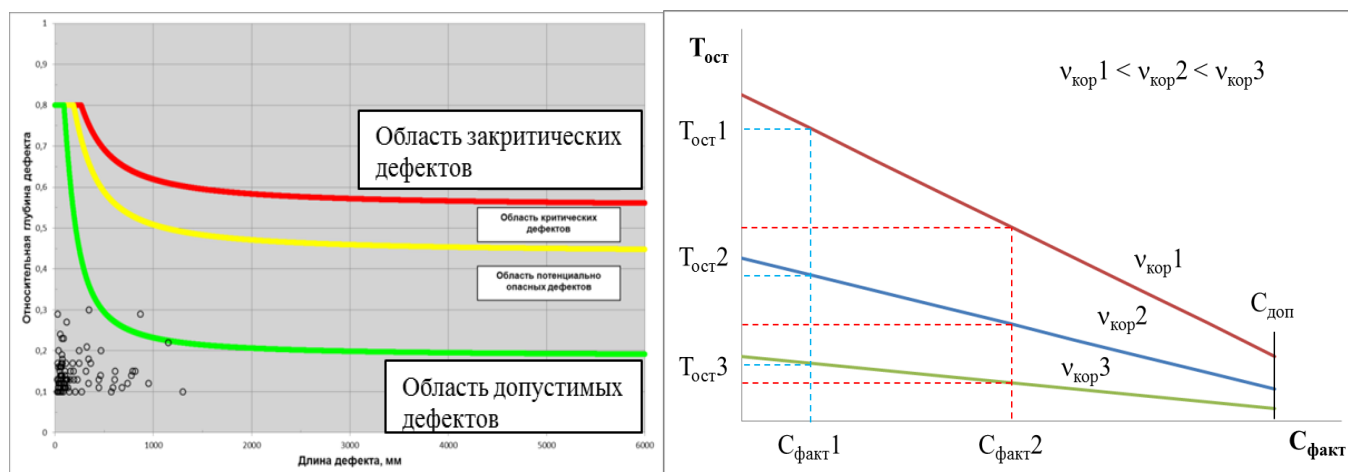 1
0,9
0,8
0,7
0,6
0,5
0,4
0,3
0,2
0,1
0
Относительная глубина дефекта
Область закритических
дефектов
Область критических
дефектов
Область потенциально
опасных дефектов
Область допустимых
дефектов
0 1000 2000 3000 4000 5000 6000
Длина дефекта, мм
Tост
νкор1 < νкор2 < νкор3
Tост1
Tост2
Tост3
νкор1
νкор2
νкор3
Cдоп
Cфакт1 Cфакт2
Cфакт